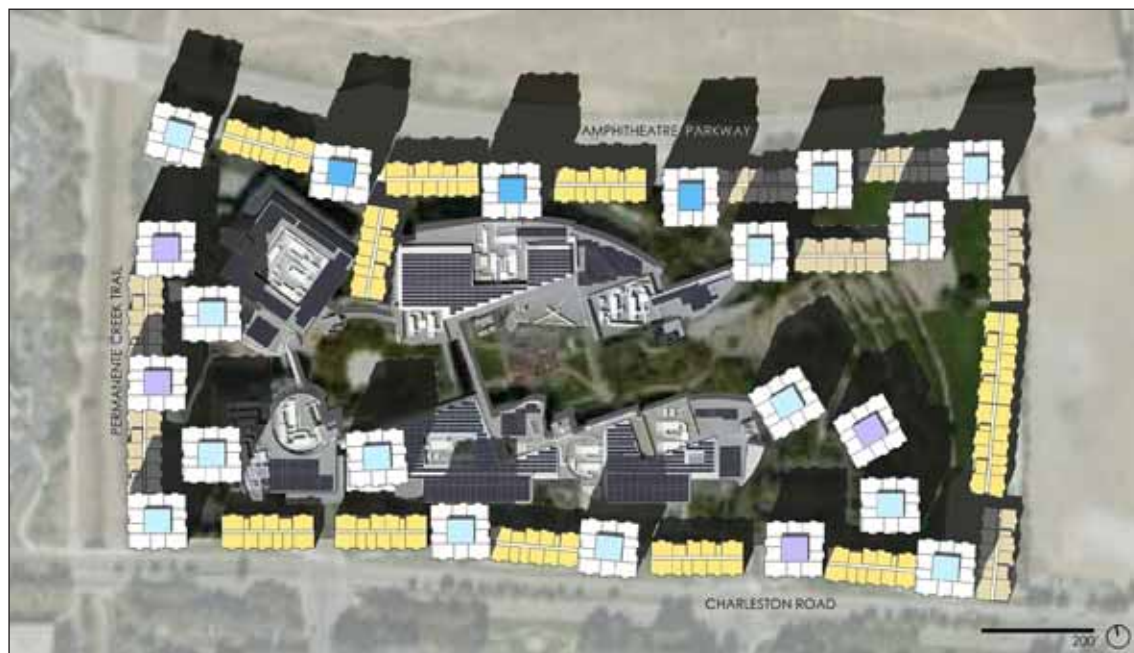 AMPHITHEATRE PARKWAY
PERMANENTE CREEK TRAIL
CHARLESTON ROAD
200'